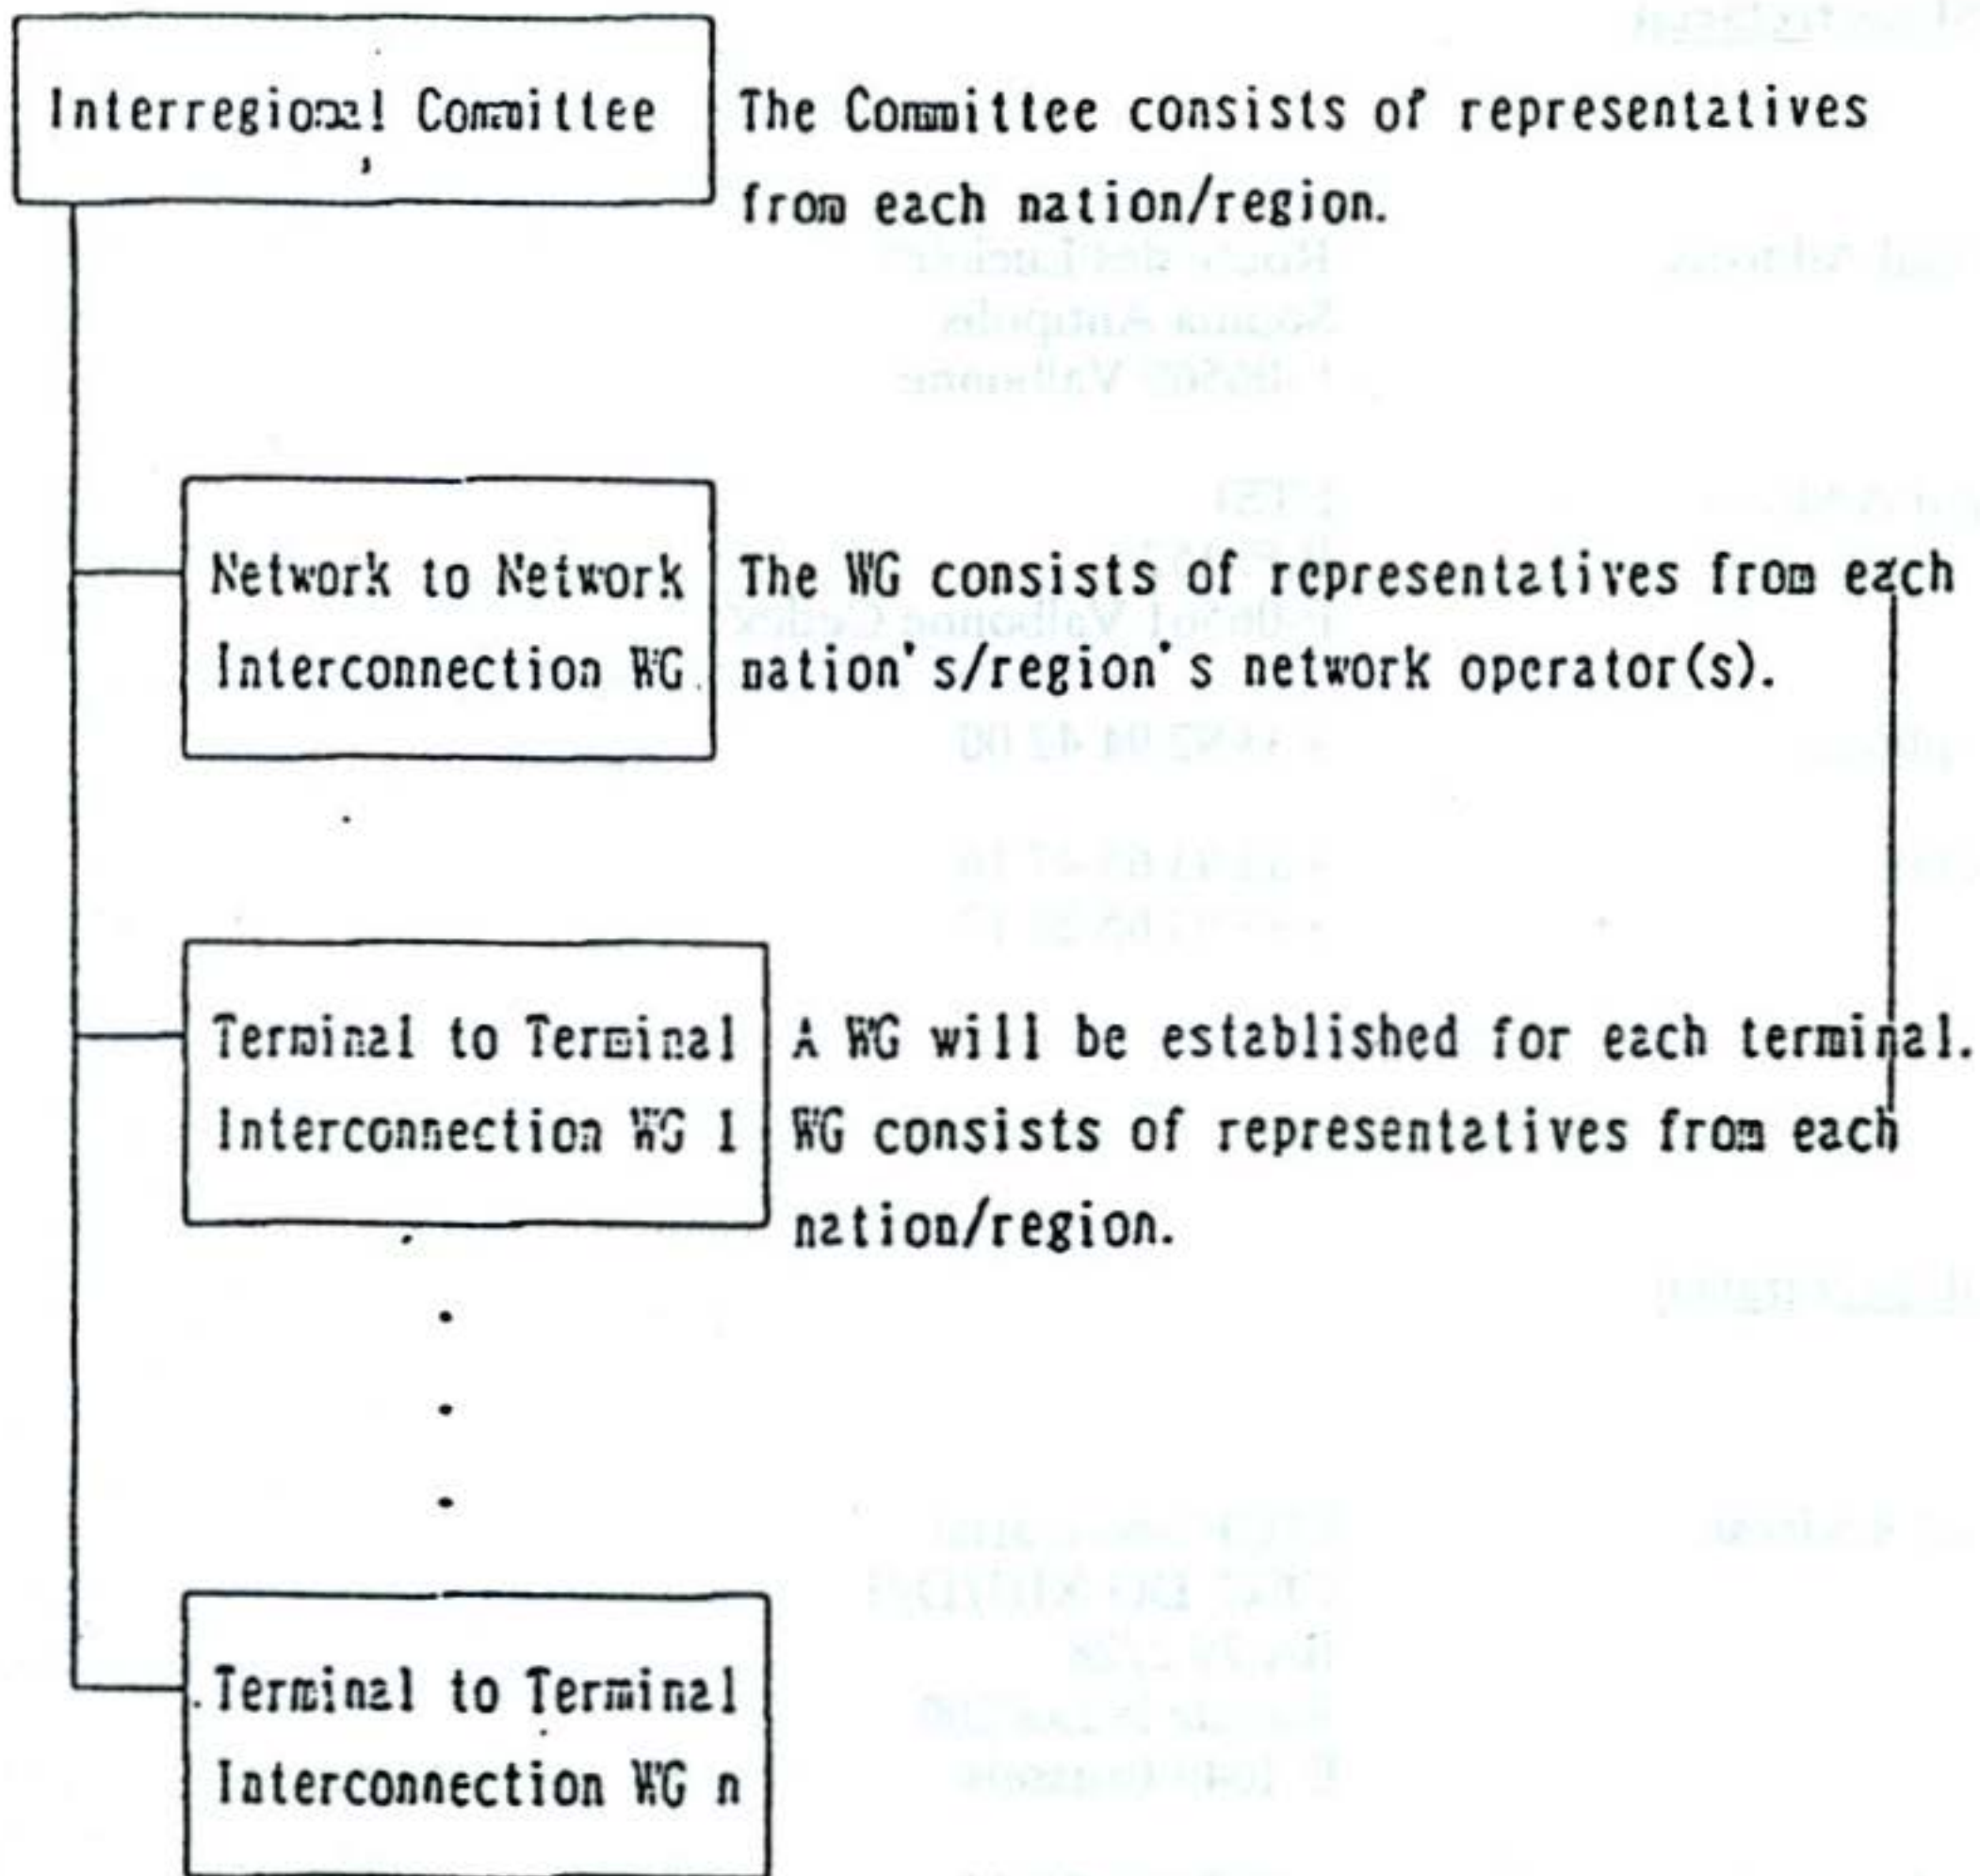 Interregional Committee
The Committee consists of representatives
from each nation/region.
Network to Network
Interconnection WG
The WG consists of representatives from each
nation's/region's network operator(s).
Terminal to Terminal
Interconnection WG 1
A WG will be established for each terminal.
WG consists of representatives from each
nation/region.
Terminal to Terminal
Interconnection WG n